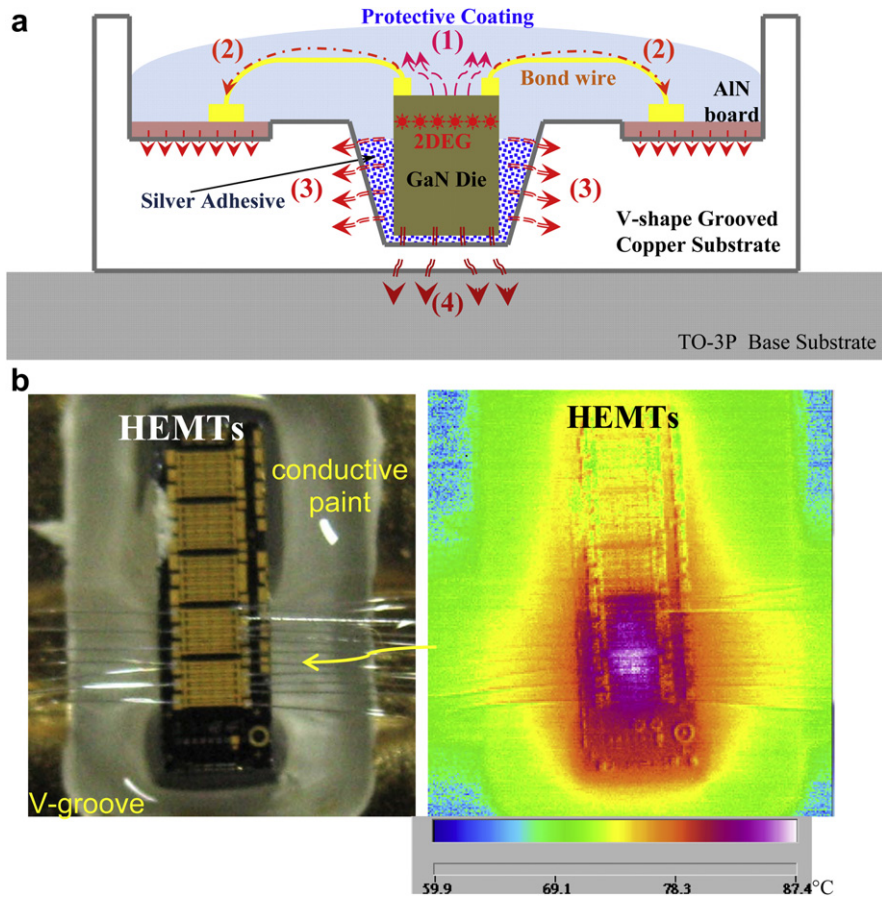 a
Protective Coating
(1)
(2)
(2)
Bond wire
AlN
board
2DEG
(3)
(3)
GaN Die
Silver Adhesive
V-shape Grooved
Copper Substrate
(4)
TO-3P Base Substrate
b
HEMTs
HEMTs
conductive
paint
V-groove
59.9 69.1 78.3 87.4 °C